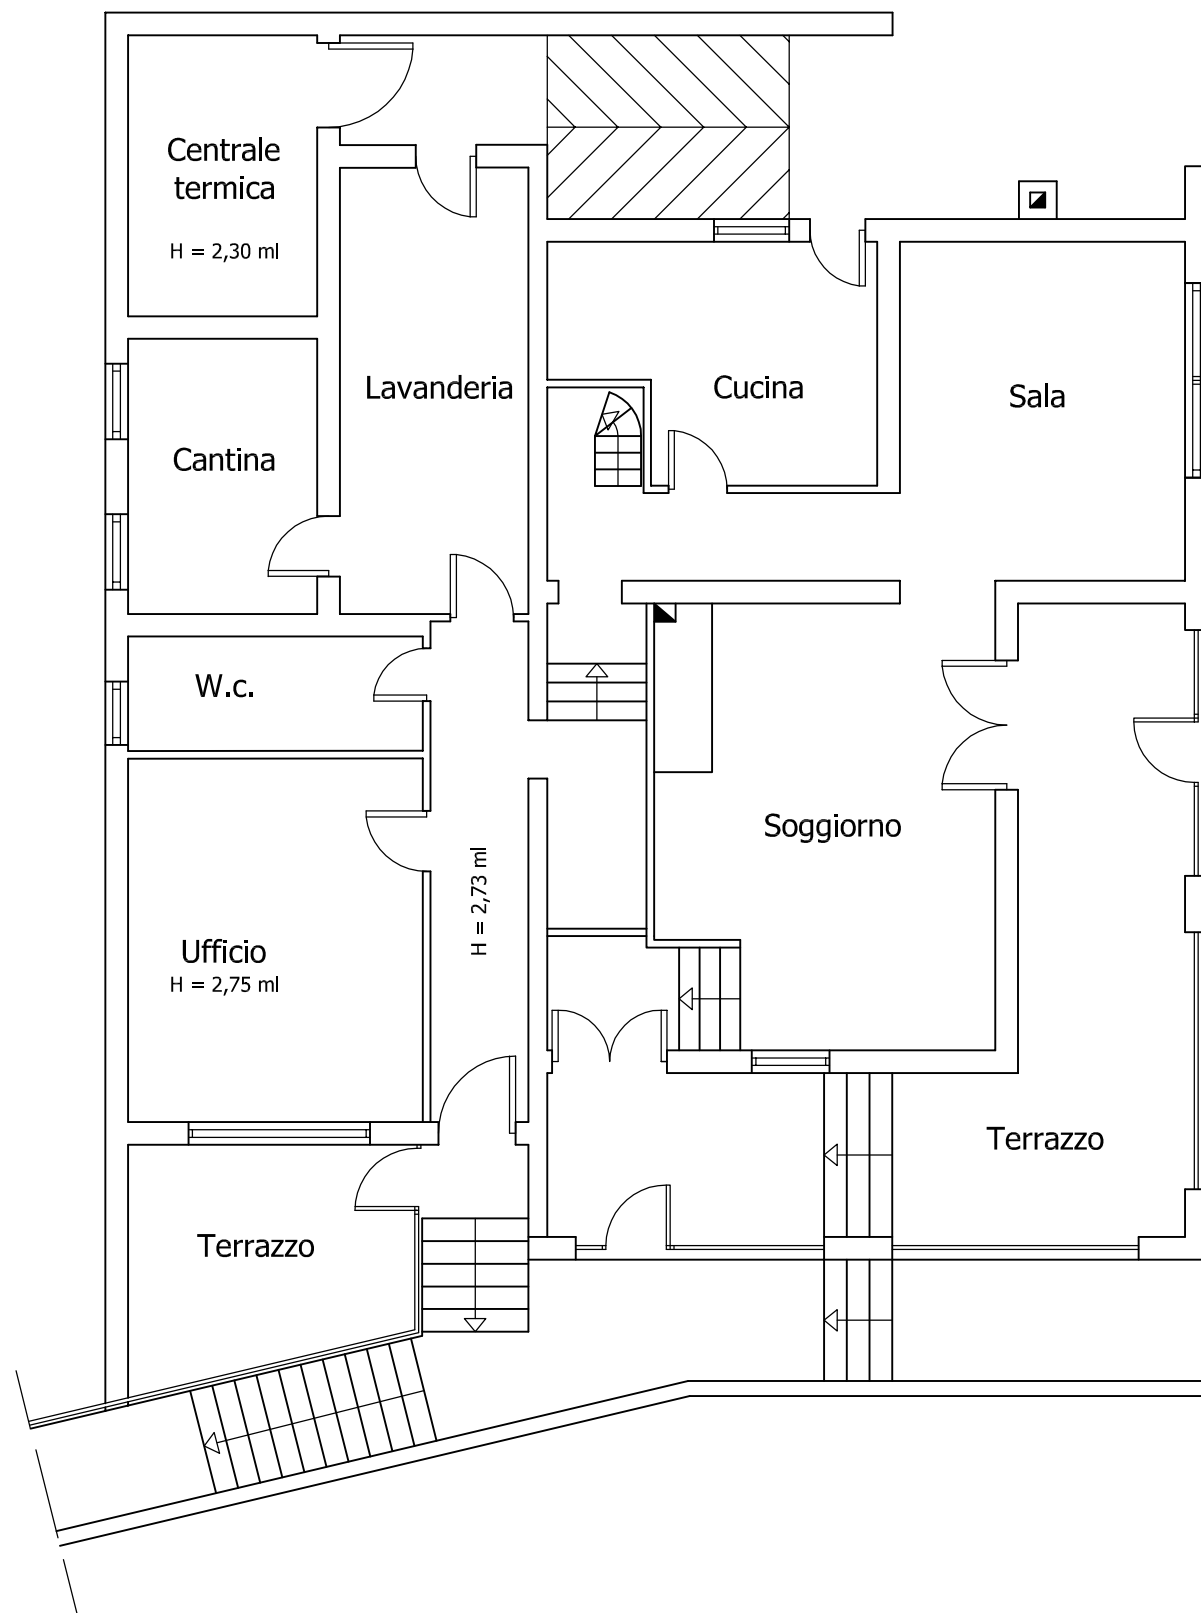 Centrale
termica
H = 2,30 ml
Lavanderia
Cucina
Sala
Cantina
W.c.
Soggiorno
H = 2,73 ml
Ufficio
H = 2,75 ml
Terrazzo
Terrazzo